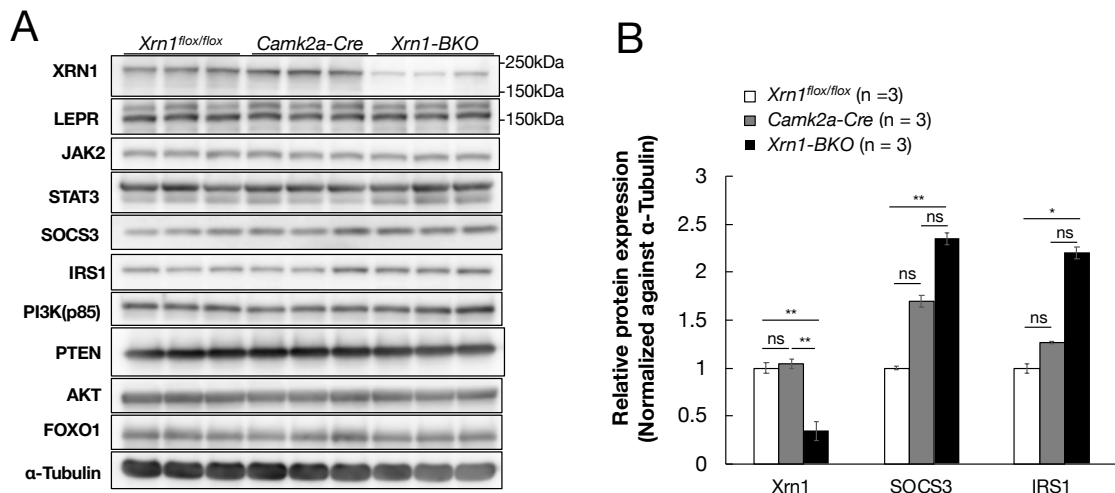 A
Xrn1flox/flox Camk2a-Cre Xrn1-BKO
XRN1
-250kDa
-150kDa
LEPR
-150kDa
JAK2
STAT3
SOCS3
IRS1
PI3K(p85)
PTEN
AKT
FOXO1
α-Tubulin
B
Xrn1flox/flox (n =3)
Camk2a-Cre (n = 3)
Xrn1-BKO (n = 3)
Relative protein expression
(Normalized against α-Tubulin)
3
2.5
2
1.5
1
0.5
0
**
ns
**
**
ns
ns
*
ns
ns
Xrn1 SOCS3 IRS1